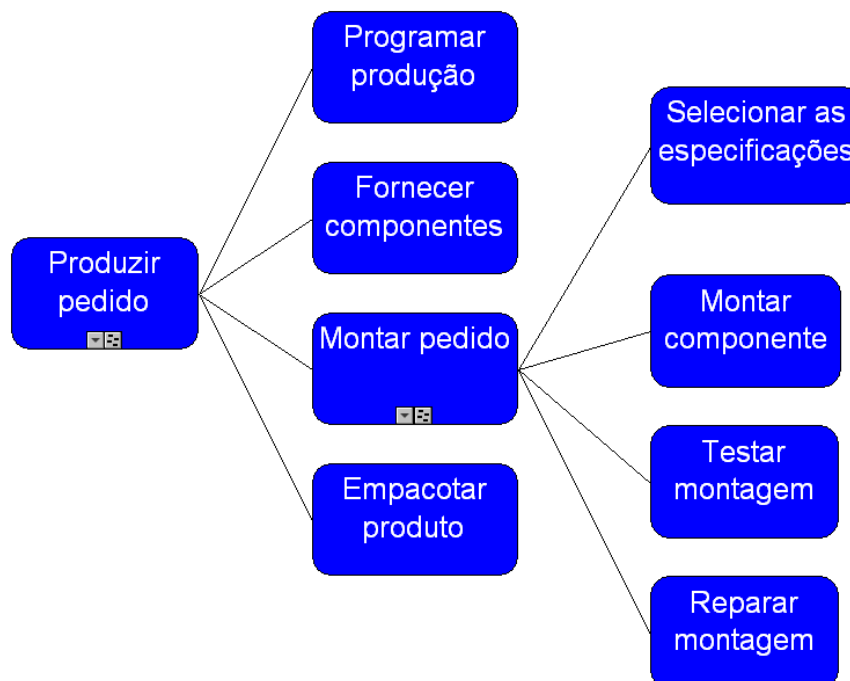 Produzir
pedido
Programar
produção
Fornecer
componentes
Montar pedido
Empacotar
produto
Selecionar as
especificações
Montar
componente
Testar
montagem
Reparar
montagem